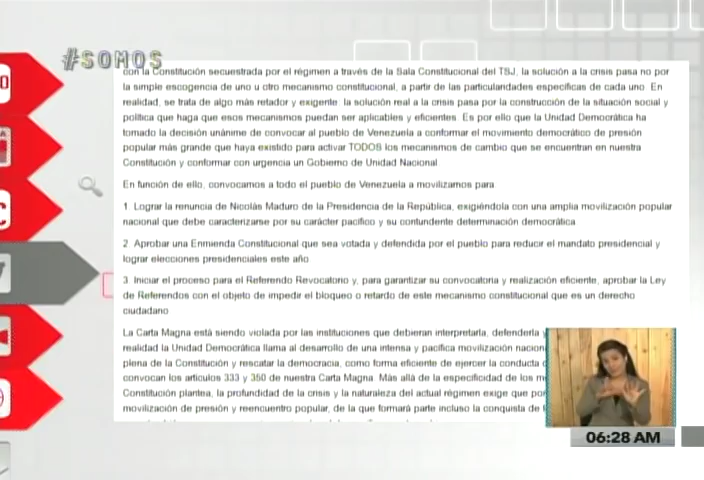 #SOMOS
con la Constitución secuestrada por el régimen a través de la Sala Constitucional del TSJ, la solución a la crisis pasa no por
la simple escogencia de uno u otro mecanismo constitucional, a partir de las particularidades específicas de cada uno. En
realidad, se trata de algo más retador y exigente: la solución real a la crisis pasa por la construcción de la situación social y
política que haga que esos mecanismos puedan ser aplicables y eficientes. Es por ello que la Unidad Democrática ha
tomado la decisión unánime de convocar al pueblo de Venezuela a conformar el movimiento democrático de presión
popular más grande que haya existido para activar TODOS los mecanismos de cambio que se encuentran en nuestra
Constitución y conformar con urgencia un Gobierno de Unidad Nacional
En función de ello, convocamos a todo el pueblo de Venezuela a movilizarnos para
1 Lograr la renuncia de Nicolás Maduro de la Presidencia de la República, exigiéndola con una amplia movilización popular
nacional que debe caracterizarse por su carácter pacífico y su contundente determinación democrática
2 Aprobar una Enmienda Constitucional que sea votada y defendida por el pueblo para reducir el mandato presidencial y
lograr elecciones presidenciales este año
3 Iniciar el proceso para el Referendo Revocatorio y, para garantizar su convocatoria y realización eficiente, aprobar la Ley
de Referendos con el objeto de impedir el bloqueo o retardo de este mecanismo constitucional que es un derecho
ciudadano
La Carta Magna está siendo violada por las instituciones que debieran interpretarla, defenderla y
realidad la Unidad Democrática llama al desarrollo de una intensa y pacífica movilización nacion
plena de la Constitución y rescatar la democracia, como forma eficiente de ejercer la conducta
convocan los artículos 333 y 350 de nuestra Carta Magna. Más allá de la especificidad de los me
Constitución plantea, la profundidad de la crisis y la naturaleza del actual régimen exige que por
movilización de presión y reencuentro popular, de la que formará parte incluso la conquista de
06:28 AM